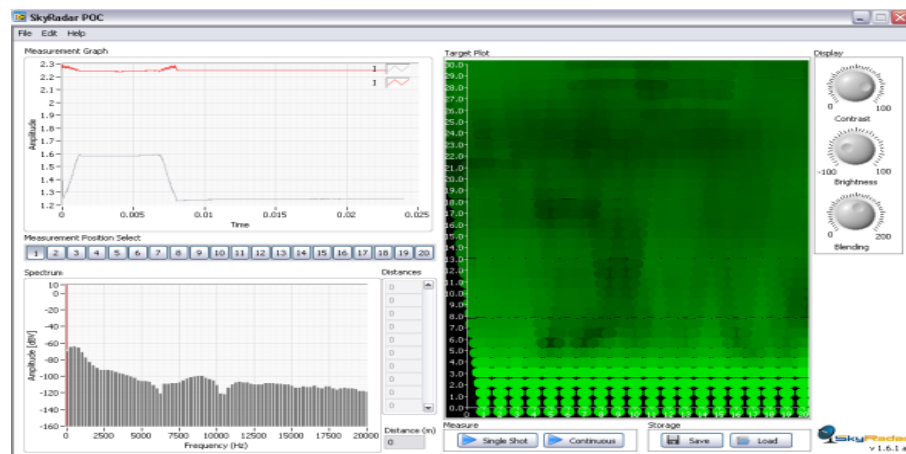 SkyRadar POC
File Edit Help
Measurement Graph
2.3
2.2
2.1
2
1.9
1.8
1.7
1.6
1.5
1.4
1.3
1.2
Amplitude
0 0.005 0.01 0.015 0.02 0.025
Time
Measurement Position Select
1 2 3 4 5 6 7 8 9 10 11 12 13 14 15 16 17 18 19 20
Spectrum
10
0
-20
-40
-60
-80
-100
-120
-140
-160
Amplitude [dBV]
0 2500 5000 7500 10000 12500 15000 17500 20000
Frequency (Hz)
Distances
0
0
0
0
0
0
0
0
0
0
Distance (m)
0
Target Plot
30.0
29.0
28.0
27.0
26.0
25.0
24.0
23.0
22.0
21.0
20.0
19.0
18.0
17.0
16.0
15.0
14.0
13.0
12.0
11.0
10.0
9.0
8.0
7.0
6.0
5.0
4.0
3.0
2.0
1.0
0.0
Measure
Single Shot Continuous
Storage
Save Load
Display
0 100
Contrast
-100 100
Brightness
0 200
Blending
SkyRadar